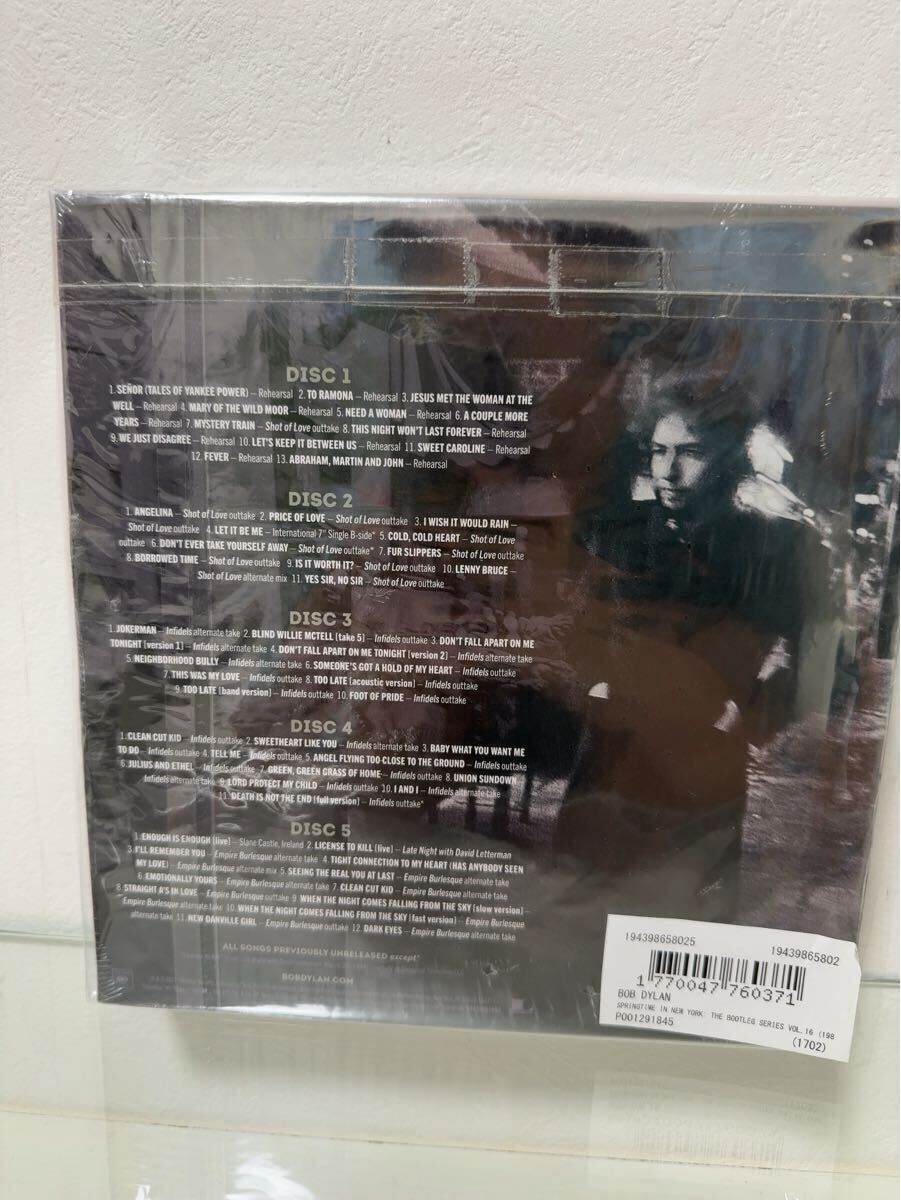 DISC 1
1. SEÑOR (TALES OF YANKEE POWER) – Rehearsal 2. TO RAMONA – Rehearsal 3. JESUS MET THE WOMAN AT THE
WELL – Rehearsal 4. MARY OF THE WILD MOOR – Rehearsal 5. NEED A WOMAN – Rehearsal 6. A COUPLE MORE
YEARS – Rehearsal 7. MYSTERY TRAIN – Shot of Love outtake 8. THIS NIGHT WON'T LAST FOREVER – Rehearsal
9. WE JUST DISAGREE – Rehearsal 10. LET'S KEEP IT BETWEEN US – Rehearsal 11. SWEET CAROLINE – Rehearsal
12. FEVER – Rehearsal 13. ABRAHAM, MARTIN AND JOHN – Rehearsal
DISC 2
1. ANGELINA – Shot of Love outtake 2. PRICE OF LOVE – Shot of Love outtake 3. I WISH IT WOULD RAIN –
Shot of Love outtake 4. LET IT BE ME – International 7" Single B-side* 5. COLD, COLD HEART – Shot of Love
outtake 6. DON'T EVER TAKE YOURSELF AWAY – Shot of Love outtake* 7. FUR SLIPPERS – Shot of Love outtake
8. BORROWED TIME – Shot of Love outtake 9. IS IT WORTH IT? – Shot of Love outtake 10. LENNY BRUCE –
Shot of Love alternate mix 11. YES SIR, NO SIR – Shot of Love outtake
DISC 3
1. JOKERMAN – Infidels alternate take 2. BLIND WILLIE MCTELL [take 5] – Infidels outtake 3. DON'T FALL APART ON ME
TONIGHT [version 1] – Infidels alternate take 4. DON'T FALL APART ON ME TONIGHT [version 2] – Infidels alternate take
5. NEIGHBORHOOD BULLY – Infidels alternate take 6. SOMEONE'S GOT A HOLD OF MY HEART – Infidels outtake
7. THIS WAS MY LOVE – Infidels outtake 8. TOO LATE [acoustic version] – Infidels outtake
9. TOO LATE [band version] – Infidels outtake 10. FOOT OF PRIDE – Infidels outtake
DISC 4
1. CLEAN CUT KID – Infidels outtake 2. SWEETHEART LIKE YOU – Infidels alternate take 3. BABY WHAT YOU WANT ME
TO DO – Infidels outtake 4. TELL ME – Infidels outtake 5. ANGEL FLYING TOO CLOSE TO THE GROUND – Infidels outtake
6. JULIUS AND ETHEL – Infidels outtake 7. GREEN, GREEN GRASS OF HOME – Infidels outtake 8. UNION SUNDOWN –
Infidels alternate take 9. LORD PROTECT MY CHILD – Infidels outtake 10. I AND I – Infidels alternate take
11. DEATH IS NOT THE END [full version] – Infidels outtake*
DISC 5
1. ENOUGH IS ENOUGH [live] – Slane Castle, Ireland 2. LICENSE TO KILL [live] – Late Night with David Letterman
3. I'LL REMEMBER YOU – Empire Burlesque alternate take 4. TIGHT CONNECTION TO MY HEART (HAS ANYBODY SEEN
MY LOVE) – Empire Burlesque alternate mix 5. SEEING THE REAL YOU AT LAST – Empire Burlesque alternate take
6. EMOTIONALLY YOURS – Empire Burlesque alternate take 7. CLEAN CUT KID – Empire Burlesque alternate take
8. STRAIGHT A'S IN LOVE – Empire Burlesque outtake 9. WHEN THE NIGHT COMES FALLING FROM THE SKY [slow version] –
Empire Burlesque alternate take 10. WHEN THE NIGHT COMES FALLING FROM THE SKY [fast version] – Empire Burlesque
alternate take 11. NEW DANVILLE GIRL – Empire Burlesque outtake 12. DARK EYES – Empire Burlesque alternate take
ALL SONGS PREVIOUSLY UNRELEASED except*
BOBDYLAN.COM
194398658025 19439865802
1 770047 760371
BOB DYLAN
SPRINGTIME IN NEW YORK: THE BOOTLEG SERIES VOL.16 (198
P001291845
(1702)